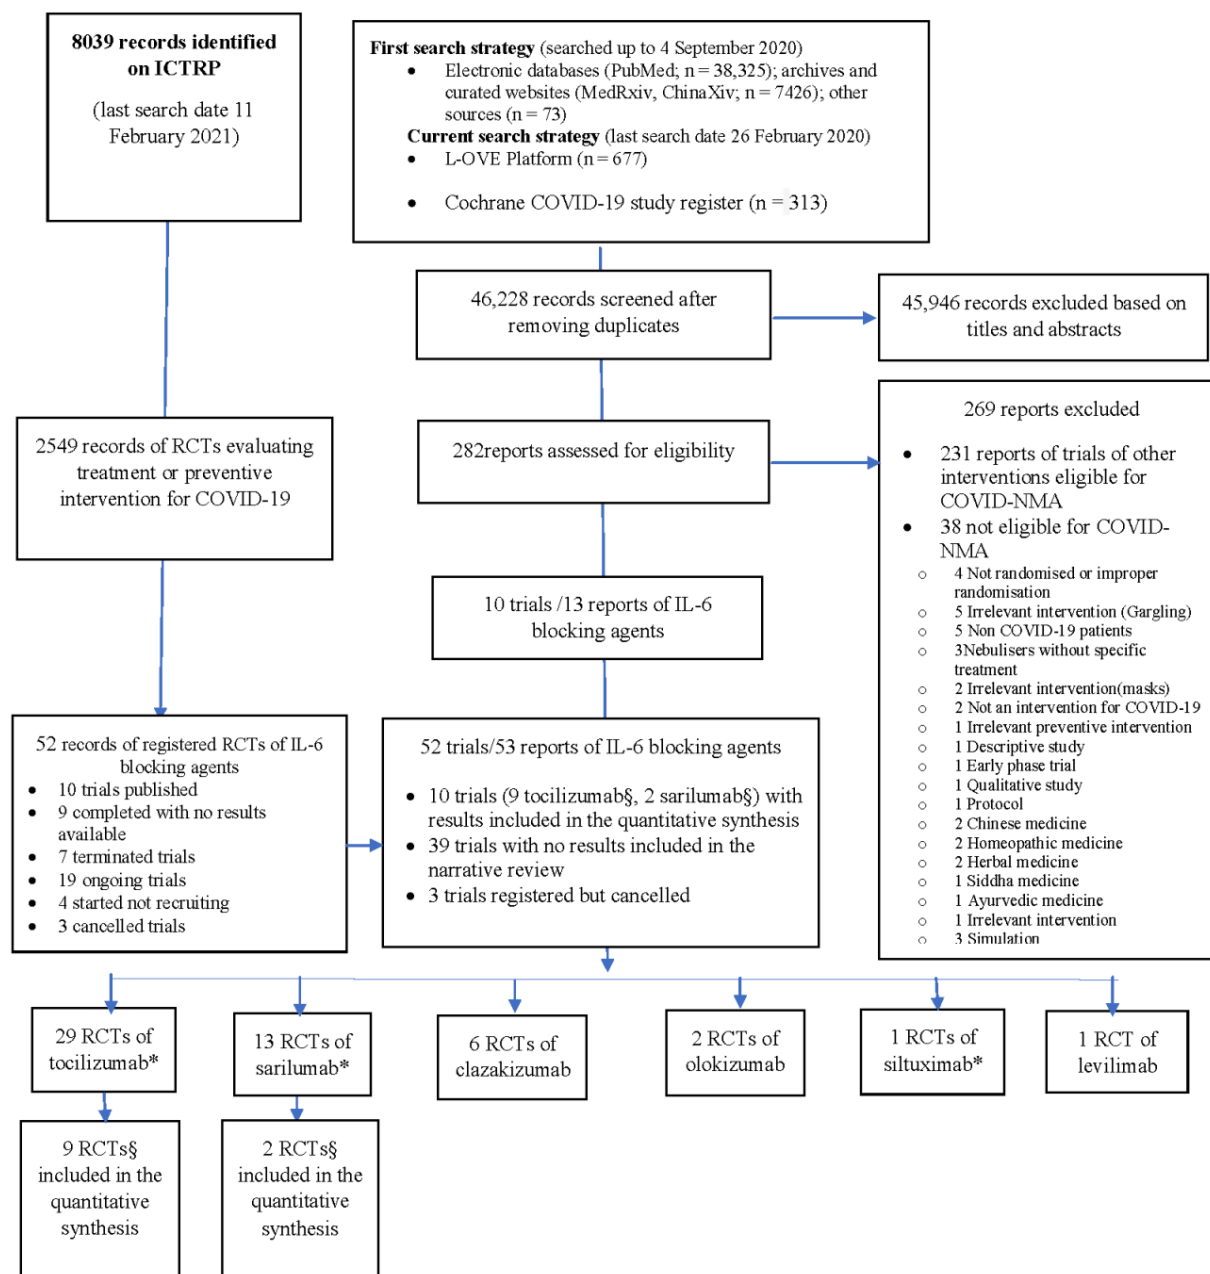 8039 records identified
on ICTRP
(last search date 11
February 2021)
First search strategy (searched up to 4 September 2020)
• Electronic databases (PubMed; n = 38,325); archives and
curated websites (MedRxiv, ChinaXiv; n = 7426); other
sources (n = 73)
Current search strategy (last search date 26 February 2020)
• L-OVE Platform (n = 677)
• Cochrane COVID-19 study register (n = 313)
46,228 records screened after
removing duplicates
45,946 records excluded based on
titles and abstracts
2549 records of RCTs evaluating
treatment or preventive
intervention for COVID-19
282reports assessed for eligibility
269 reports excluded
• 231 reports of trials of other
interventions eligible for
COVID-NMA
• 38 not eligible for COVID-
NMA
o 4 Not randomised or improper
randomisation
o 5 Irrelevant intervention (Gargling)
o 5 Non COVID-19 patients
o 3Nebulisers without specific
treatment
o 2 Irrelevant intervention(masks)
o 2 Not an intervention for COVID-19
o 1 Irrelevant preventive intervention
o 1 Descriptive study
o 1 Early phase trial
o 1 Qualitative study
o 1 Protocol
o 2 Chinese medicine
o 2 Homeopathic medicine
o 2 Herbal medicine
o 1 Siddha medicine
o 1 Ayurvedic medicine
o 1 Irrelevant intervention
o 3 Simulation
10 trials /13 reports of IL-6
blocking agents
52 records of registered RCTs of IL-6
blocking agents
• 10 trials published
• 9 completed with no results
available
• 7 terminated trials
• 19 ongoing trials
• 4 started not recruiting
• 3 cancelled trials
52 trials/53 reports of IL-6 blocking agents
• 10 trials (9 tocilizumab§, 2 sarilumab§) with
results included in the quantitative synthesis
• 39 trials with no results included in the
narrative review
• 3 trials registered but cancelled
29 RCTs of
tocilizumab*
13 RCTs of
sarilumab*
6 RCTs of
clazakizumab
2 RCTs of
olokizumab
1 RCTs of
siltuximab*
1 RCT of
levilimab
9 RCTs§
included in the
quantitative
synthesis
2 RCTs§
included in the
quantitative
synthesis